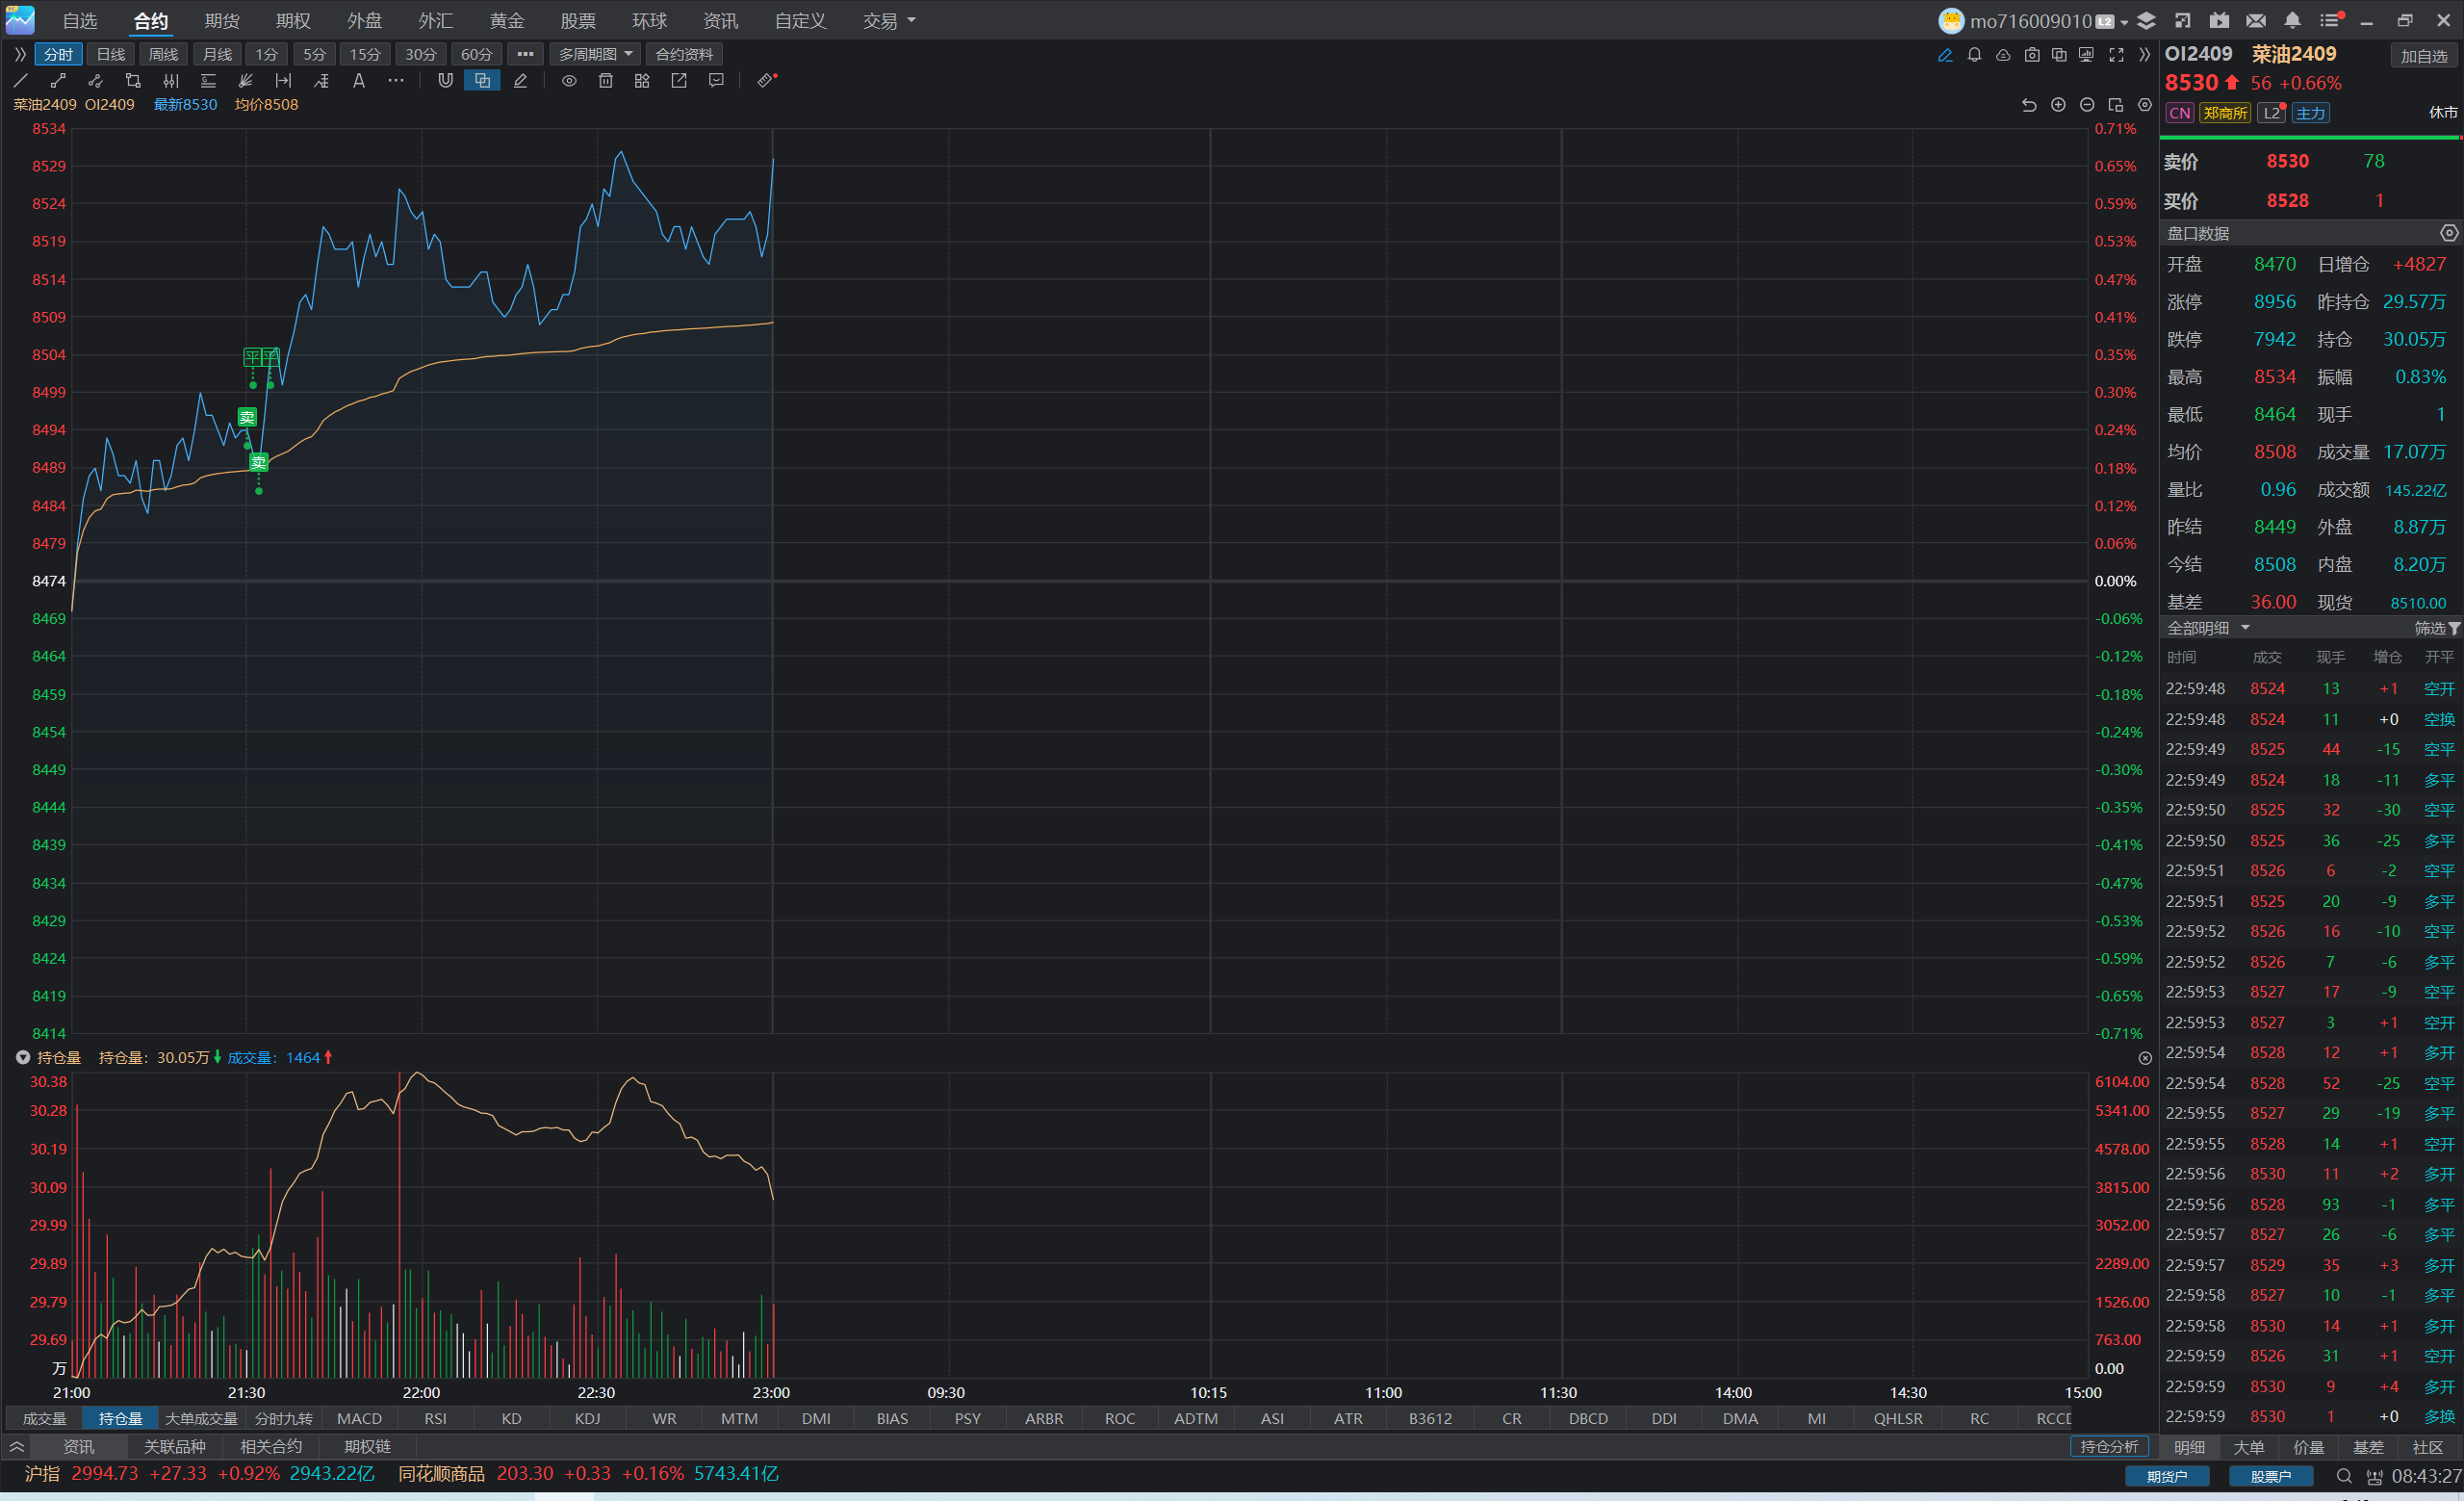 自选 合约 期货 期权 外盘 外汇 黄金 股票 环球 资讯 自定义 交易 mo716009010 L2
分时 日线 周线 月线 1分 5分 15分 30分 60分 ••• 多周期图 合约资料
菜油2409 OI2409 最新8530 均价8508
8534 0.71%
8529 0.65%
8524 0.59%
8519 0.53%
8514 0.47%
8509 0.41%
8504 0.35%
8499 0.30%
8494 0.24%
8489 0.18%
8484 0.12%
8479 0.06%
8474 0.00%
8469 -0.06%
8464 -0.12%
8459 -0.18%
8454 -0.24%
8449 -0.30%
8444 -0.35%
8439 -0.41%
8434 -0.47%
8429 -0.53%
8424 -0.59%
8419 -0.65%
8414 -0.71%
平 平
卖
卖
持仓量 持仓量: 30.05万 成交量: 1464
30.38 6104.00
30.28 5341.00
30.19 4578.00
30.09 3815.00
29.99 3052.00
29.89 2289.00
29.79 1526.00
29.69 763.00
万 0.00
21:00 21:30 22:00 22:30 23:00 09:30 10:15 11:00 11:30 14:00 14:30 15:00
成交量 持仓量 大单成交量 分时九转 MACD RSI KD KDJ WR MTM DMI BIAS PSY ARBR ROC ADTM ASI ATR B3612 CR DBCD DDI DMA MI QHLSR RC RCCD
资讯 关联品种 相关合约 期权链 持仓分析
OI2409 菜油2409 加自选
8530 56 +0.66%
CN 郑商所 L2 主力 休市
卖价 8530 78
买价 8528 1
盘口数据
开盘 8470 日增仓 +4827
涨停 8956 昨持仓 29.57万
跌停 7942 持仓 30.05万
最高 8534 振幅 0.83%
最低 8464 现手 1
均价 8508 成交量 17.07万
量比 0.96 成交额 145.22亿
昨结 8449 外盘 8.87万
今结 8508 内盘 8.20万
基差 36.00 现货 8510.00
全部明细 筛选
时间 成交 现手 增仓 开平
22:59:48 8524 13 +1 空开
22:59:48 8524 11 +0 空换
22:59:49 8525 44 -15 空平
22:59:49 8524 18 -11 多平
22:59:50 8525 32 -30 空平
22:59:50 8525 36 -25 多平
22:59:51 8526 6 -2 空平
22:59:51 8525 20 -9 多平
22:59:52 8526 16 -10 空平
22:59:52 8526 7 -6 多平
22:59:53 8527 17 -9 空平
22:59:53 8527 3 +1 空开
22:59:54 8528 12 +1 多开
22:59:54 8528 52 -25 空平
22:59:55 8527 29 -19 多平
22:59:55 8528 14 +1 空开
22:59:56 8530 11 +2 多开
22:59:56 8528 93 -1 多平
22:59:57 8527 26 -6 多平
22:59:57 8529 35 +3 多开
22:59:58 8527 10 -1 多平
22:59:58 8530 14 +1 多开
22:59:59 8526 31 +1 空开
22:59:59 8530 9 +4 多开
22:59:59 8530 1 +0 多换
明细 大单 价量 基差 社区
沪指 2994.73 +27.33 +0.92% 2943.22亿 同花顺商品 203.30 +0.33 +0.16% 5743.41亿 期货户 股票户 08:43:27